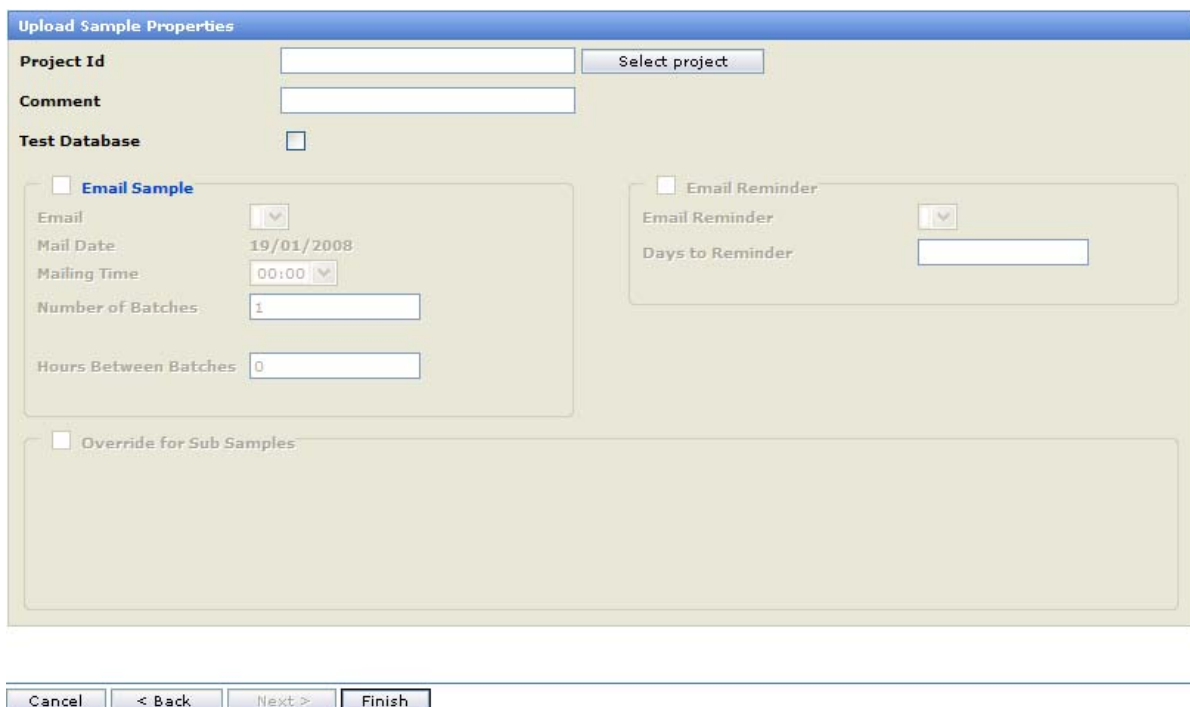 Upload Sample Properties
Project Id
Select project
Comment
Test Database
Email Sample
Email
Mail Date 19/01/2008
Mailing Time 00:00
Number of Batches 1
Hours Between Batches 0
Email Reminder
Email Reminder
Days to Reminder
Override for Sub Samples
Cancel < Back Next > Finish